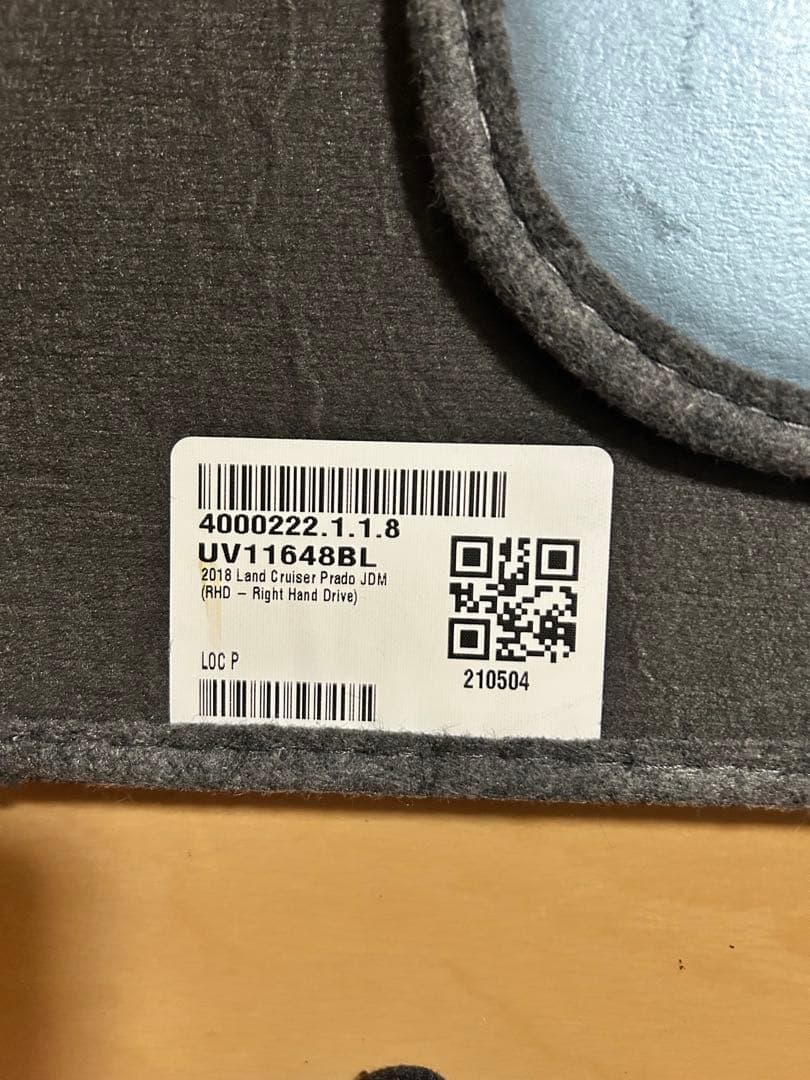 4000222.1.1.8
UV11648BL
2018 Land Cruiser Prado JDM
(RHD – Right Hand Drive)
LOC P
210504